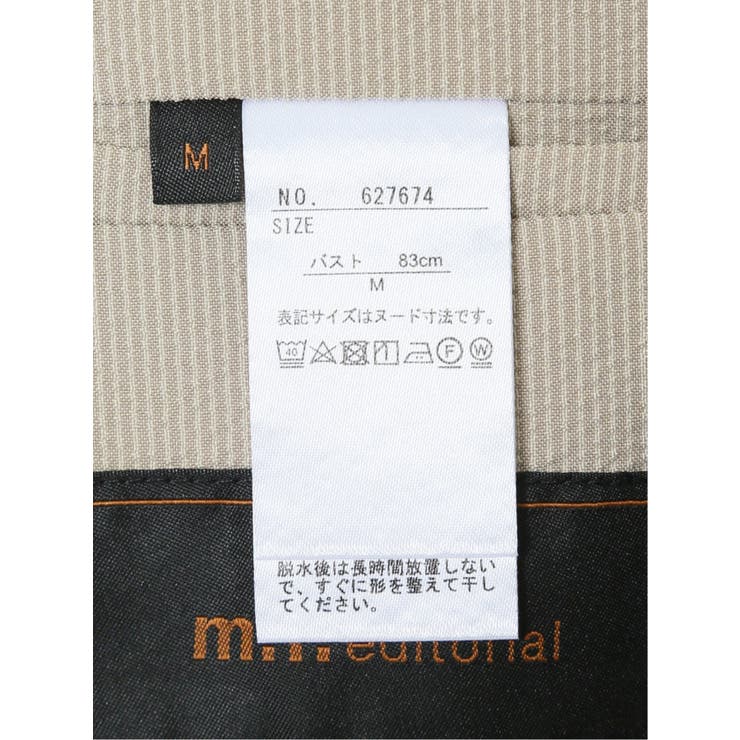 M
NO. 627674
SIZE
バスト 83cm
M
表記サイズはヌード寸法です。
40 F W
脱水後は長時間放置しない
で、すぐに形を整えて干し
てください。
editorial